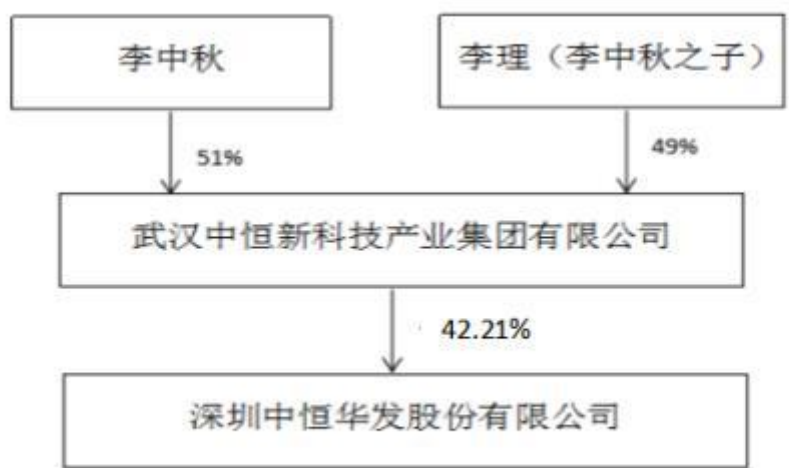 李中秋
李理（李中秋之子）
51%
49%
武汉中恒新科技产业集团有限公司
42.21%
深圳中恒华发股份有限公司